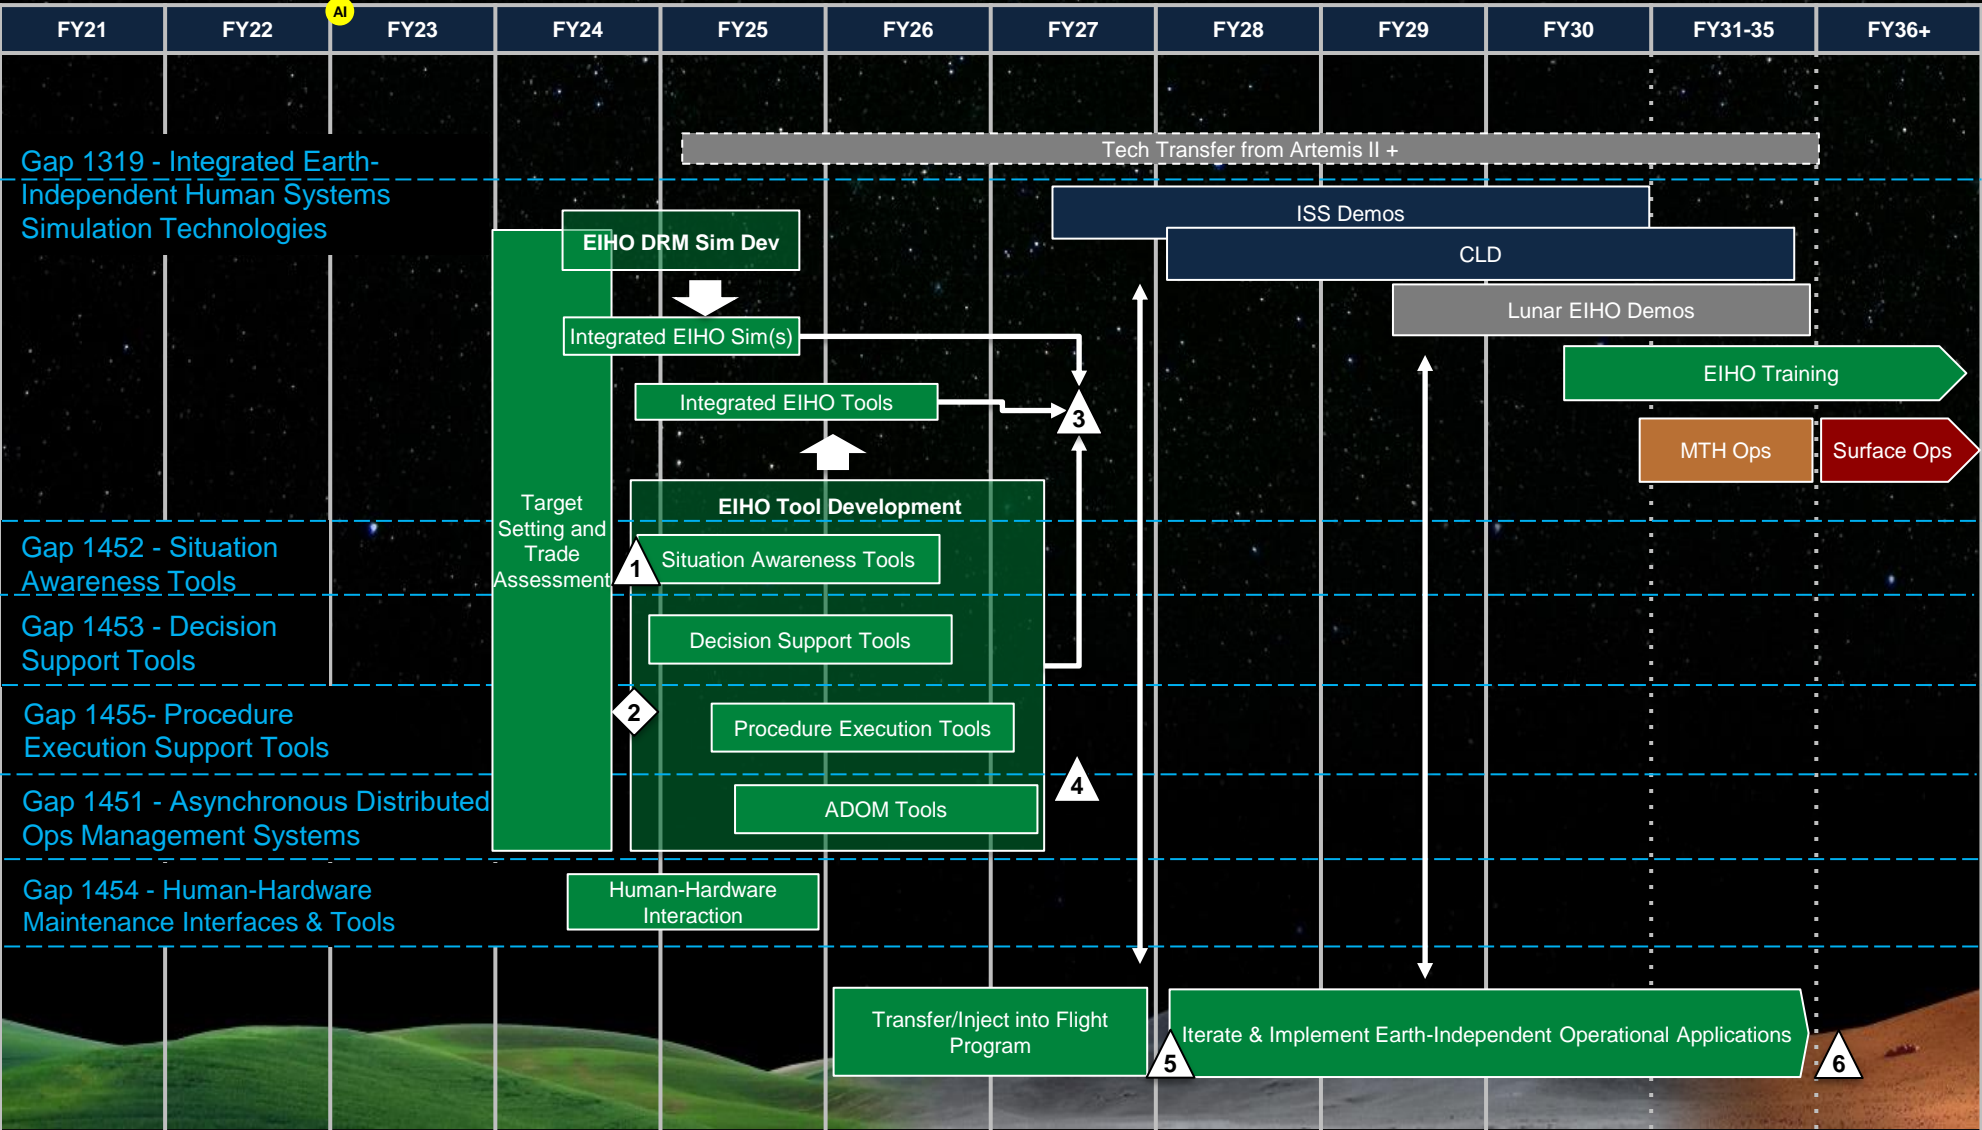 AI
FY21
FY22
FY23
FY24
FY25
FY26
FY27
FY28
FY29
FY30
FY31-35
FY36+
Tech Transfer from Artemis II +
Gap 1319 - Integrated Earth-
Independent Human Systems
Simulation Technologies
ISS Demos
EIHO DRM Sim Dev
CLD
Lunar EIHO Demos
Integrated EIHO Sim(s)
EIHO Training
Integrated EIHO Tools
3
MTH Ops
Surface Ops
Target
Setting and
Trade
Assessment
EIHO Tool Development
Gap 1452 - Situation
Awareness Tools
1
Situation Awareness Tools
Gap 1453 - Decision
Support Tools
Decision Support Tools
Gap 1455- Procedure
Execution Support Tools
2
Procedure Execution Tools
4
Gap 1451 - Asynchronous Distributed
Ops Management Systems
ADOM Tools
Gap 1454 - Human-Hardware
Maintenance Interfaces & Tools
Human-Hardware
Interaction
Transfer/Inject into Flight
Program
5
Iterate & Implement Earth-Independent Operational Applications
6